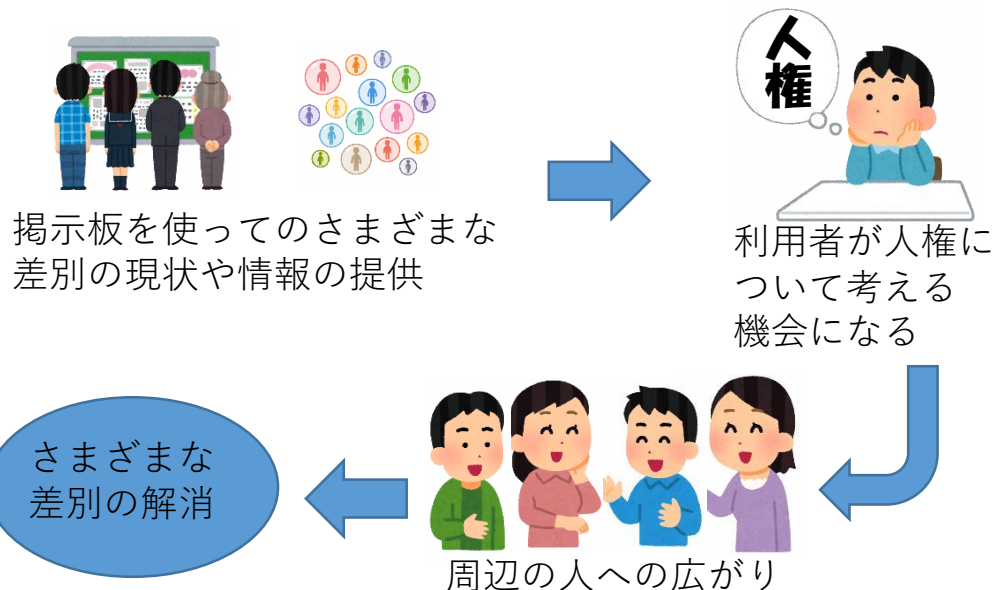 掲示板を使ってのさまざまな
差別の現状や情報の提供
人権
利用者が人権に
ついて考える
機会になる
周辺の人への広がり
さまざまな
差別の解消